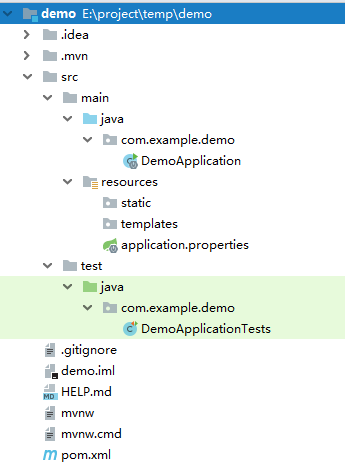 demo E:\project\temp\demo
.idea
.mvn
src
main
java
com.example.demo
DemoApplication
resources
static
templates
application.properties
test
java
com.example.demo
DemoApplicationTests
.gitignore
demo.iml
HELP.md
mvnw
mvnw.cmd
pom.xml